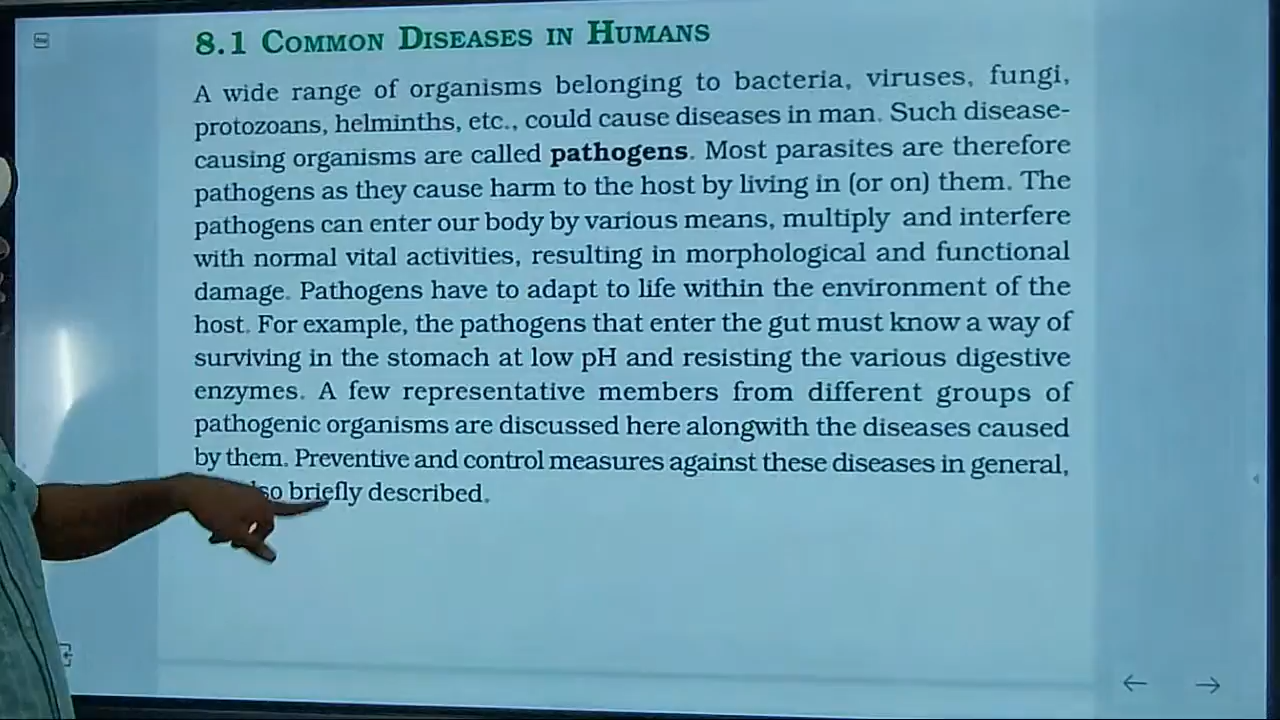 8.1 COMMON DISEASES IN HUMANS
A wide range of organisms belonging to bacteria, viruses, fungi,
protozoans, helminths, etc., could cause diseases in man. Such disease-
causing organisms are called pathogens. Most parasites are therefore
pathogens as they cause harm to the host by living in (or on) them. The
pathogens can enter our body by various means, multiply and interfere
with normal vital activities, resulting in morphological and functional
damage. Pathogens have to adapt to life within the environment of the
host. For example, the pathogens that enter the gut must know a way of
surviving in the stomach at low pH and resisting the various digestive
enzymes. A few representative members from different groups of
pathogenic organisms are discussed here alongwith the diseases caused
by them. Preventive and control measures against these diseases in general,
briefly described.